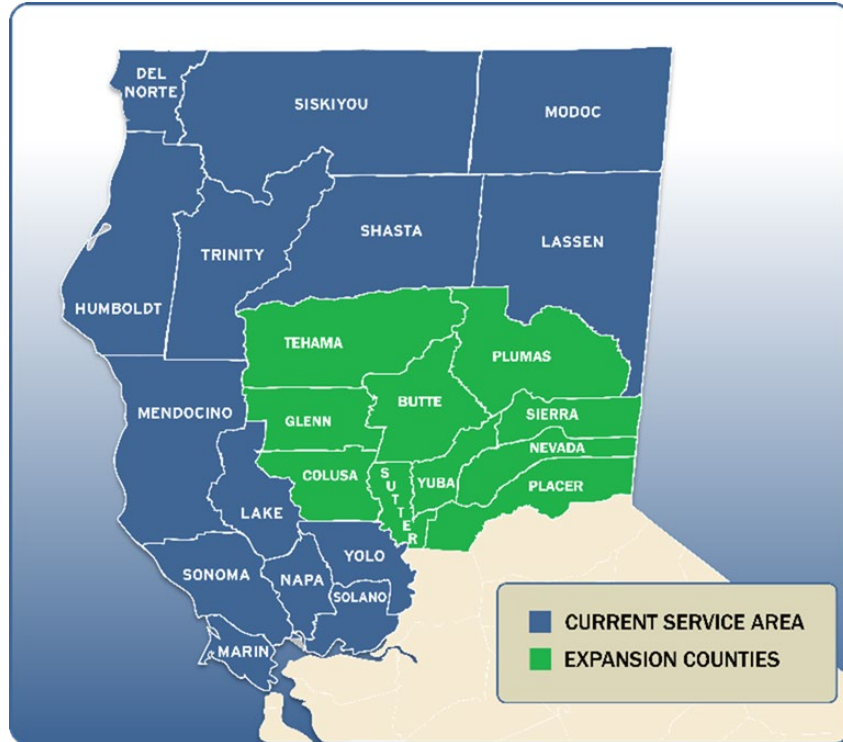 DEL
NORTE
SISKIYOU
MODOC
SHASTA
LASSEN
TRINITY
HUMBOLDT
TEHAMA
PLUMAS
BUTTE
MENDOCINO
SIERRA
GLENN
NEVADA
COLUSA
SUTTER
YUBA
PLACER
LAKE
YOLO
SONOMA
NAPA
SOLANO
MARIN
CURRENT SERVICE AREA
EXPANSION COUNTIES